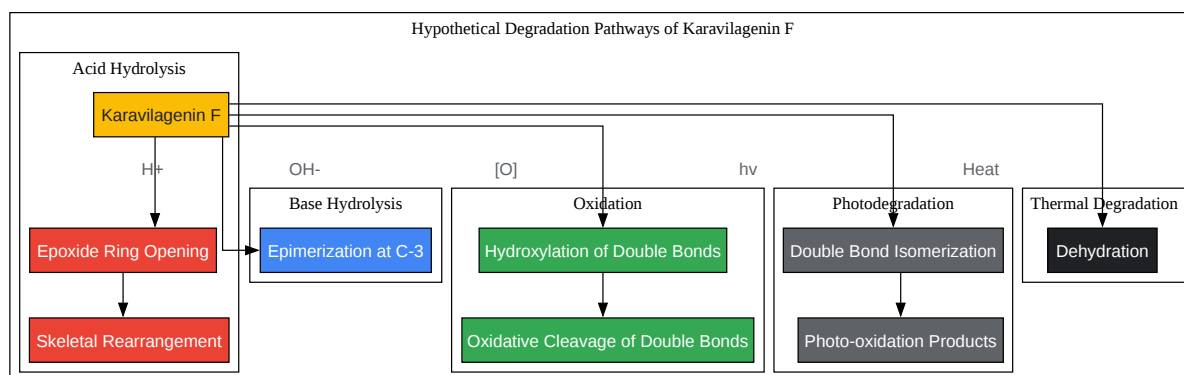 Hypothetical Degradation Pathways of Karavilagenin F
Acid Hydrolysis
Karavilagenin F
H+
OH-
[O]
hv
Heat
Base Hydrolysis
Oxidation
Photodegradation
Thermal Degradation
Epoxide Ring Opening
Epimerization at C-3
Hydroxylation of Double Bonds
Double Bond Isomerization
Dehydration
Skeletal Rearrangement
Oxidative Cleavage of Double Bonds
Photo-oxidation Products